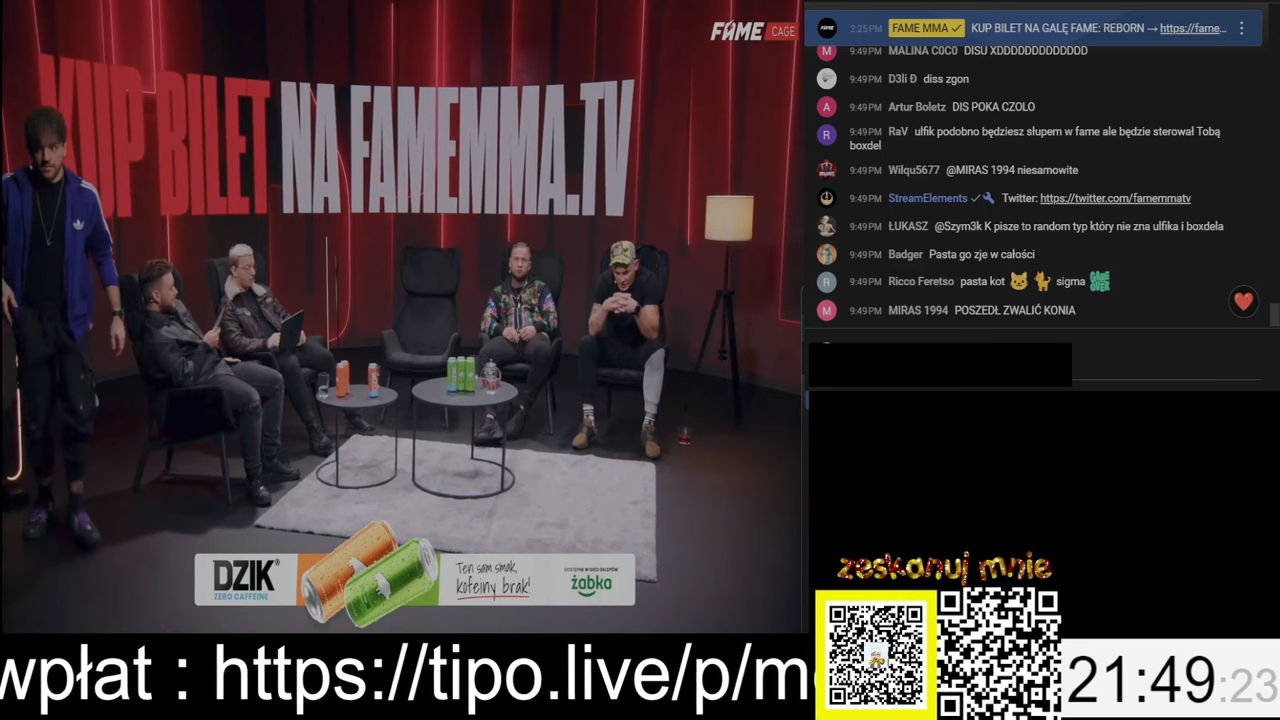 FAME CAGE
KUP BILET NA FAMEMMA.TV
DZIK®
ZERO CAFFEINE
Ten sam smak,
kofeiny brak!
DOSTĘPNE W SIECI SKLEPÓW
żabka
2:25PM FAME MMA KUP BILET NA GALĘ FAME: REBORN → https://fame...
9:49PM MALINA C0C0 DISU XDDDDDDDDDDDD
9:49PM D3li Đ diss zgon
9:49PM Artur Boletz DIS POKA CZOLO
9:49PM RaV ulfik podobno będziesz słupem w fame ale będzie sterował Tobą
boxdel
9:49PM Wilqu5677 @MIRAS 1994 niesamowite
9:49PM StreamElements Twitter: https://twitter.com/famemmatv
9:49PM ŁUKASZ @Szym3k K pisze to random typ który nie zna ulfika i boxdela
9:49PM Badger Pasta go zje w całości
9:49PM Ricco Feretso pasta kot 🐱 🐈 sigma GAME OVER
9:49PM MIRAS 1994 POSZEDŁ ZWALIĆ KONIA
zeskanuj mnie
wpłat : https://tipo.live/p/m
21:49:23